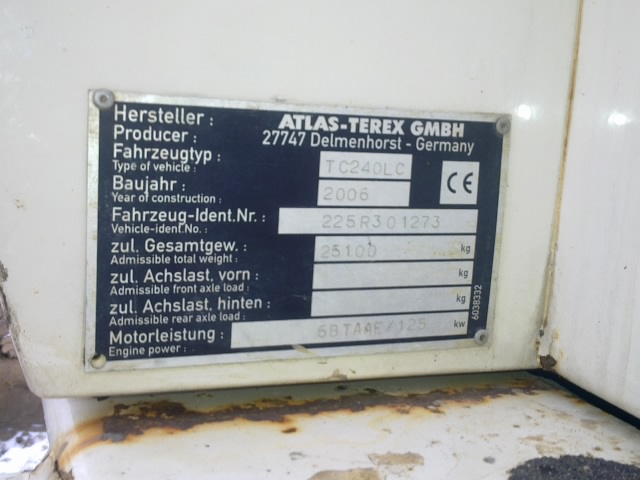 Hersteller : ATLAS-TEREX GMBH
Producer : 27747 Delmenhorst - Germany
Fahrzeugtyp: TC240LC
Type of vehicle :
Baujahr: 2006 CE
Year of construction :
Fahrzeug-Ident.Nr.: 225R301273
Vehicle-ident.No.:
zul. Gesamtgew.: 25100 kg
Admissible total weight :
zul. Achslast, vorn : kg
Admissible front axle load :
zul. Achslast, hinten : kg
Admissible rear axle load :
Motorleistung: 6BTAAE/125 kw
Engine power :
6038332